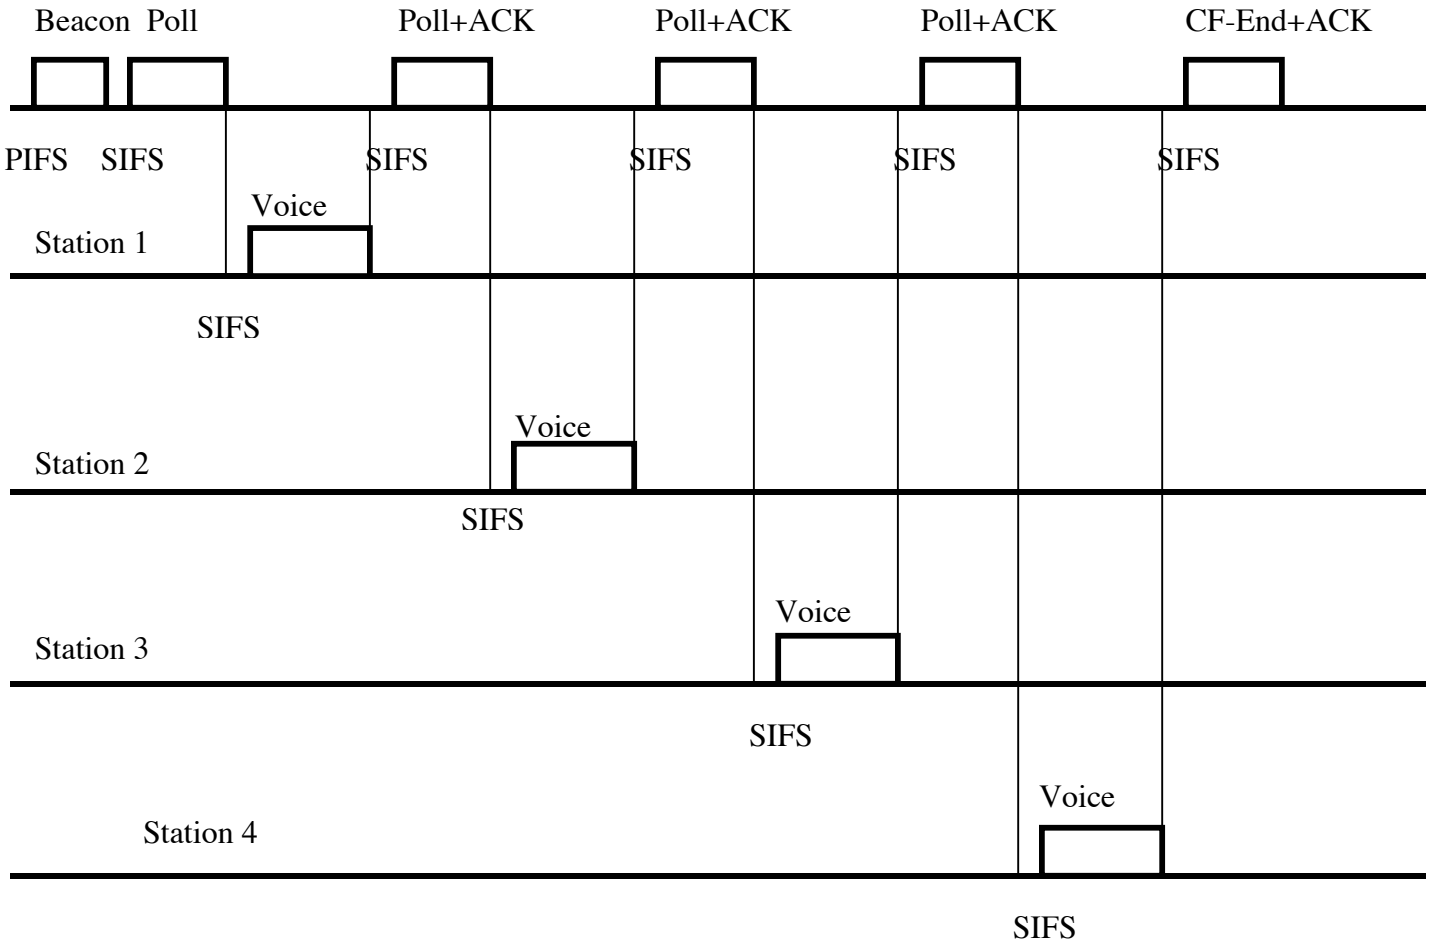 Beacon Poll Poll+ACK Poll+ACK Poll+ACK CF-End+ACK
PIFS SIFS SIFS SIFS SIFS SIFS
Voice
Station 1
SIFS
Voice
Station 2
SIFS
Voice
Station 3
SIFS
Voice
Station 4
SIFS